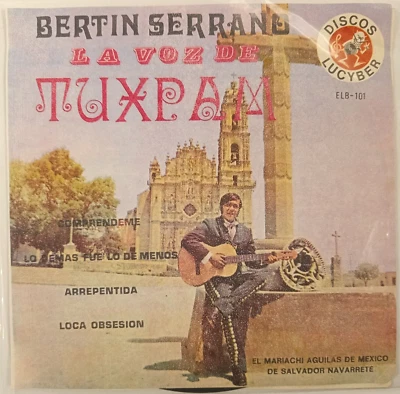 BERTIN SERRANO
LA VOZ DE
TUXPAM
DISCOS
LUCYBER
ELB-101
COMPRENDEME
LO DEMAS FUE LO DE MENOS
ARREPENTIDA
LOCA OBSESION
EL MARIACHI AGUILAS DE MEXICO
DE SALVADOR NAVARRETE